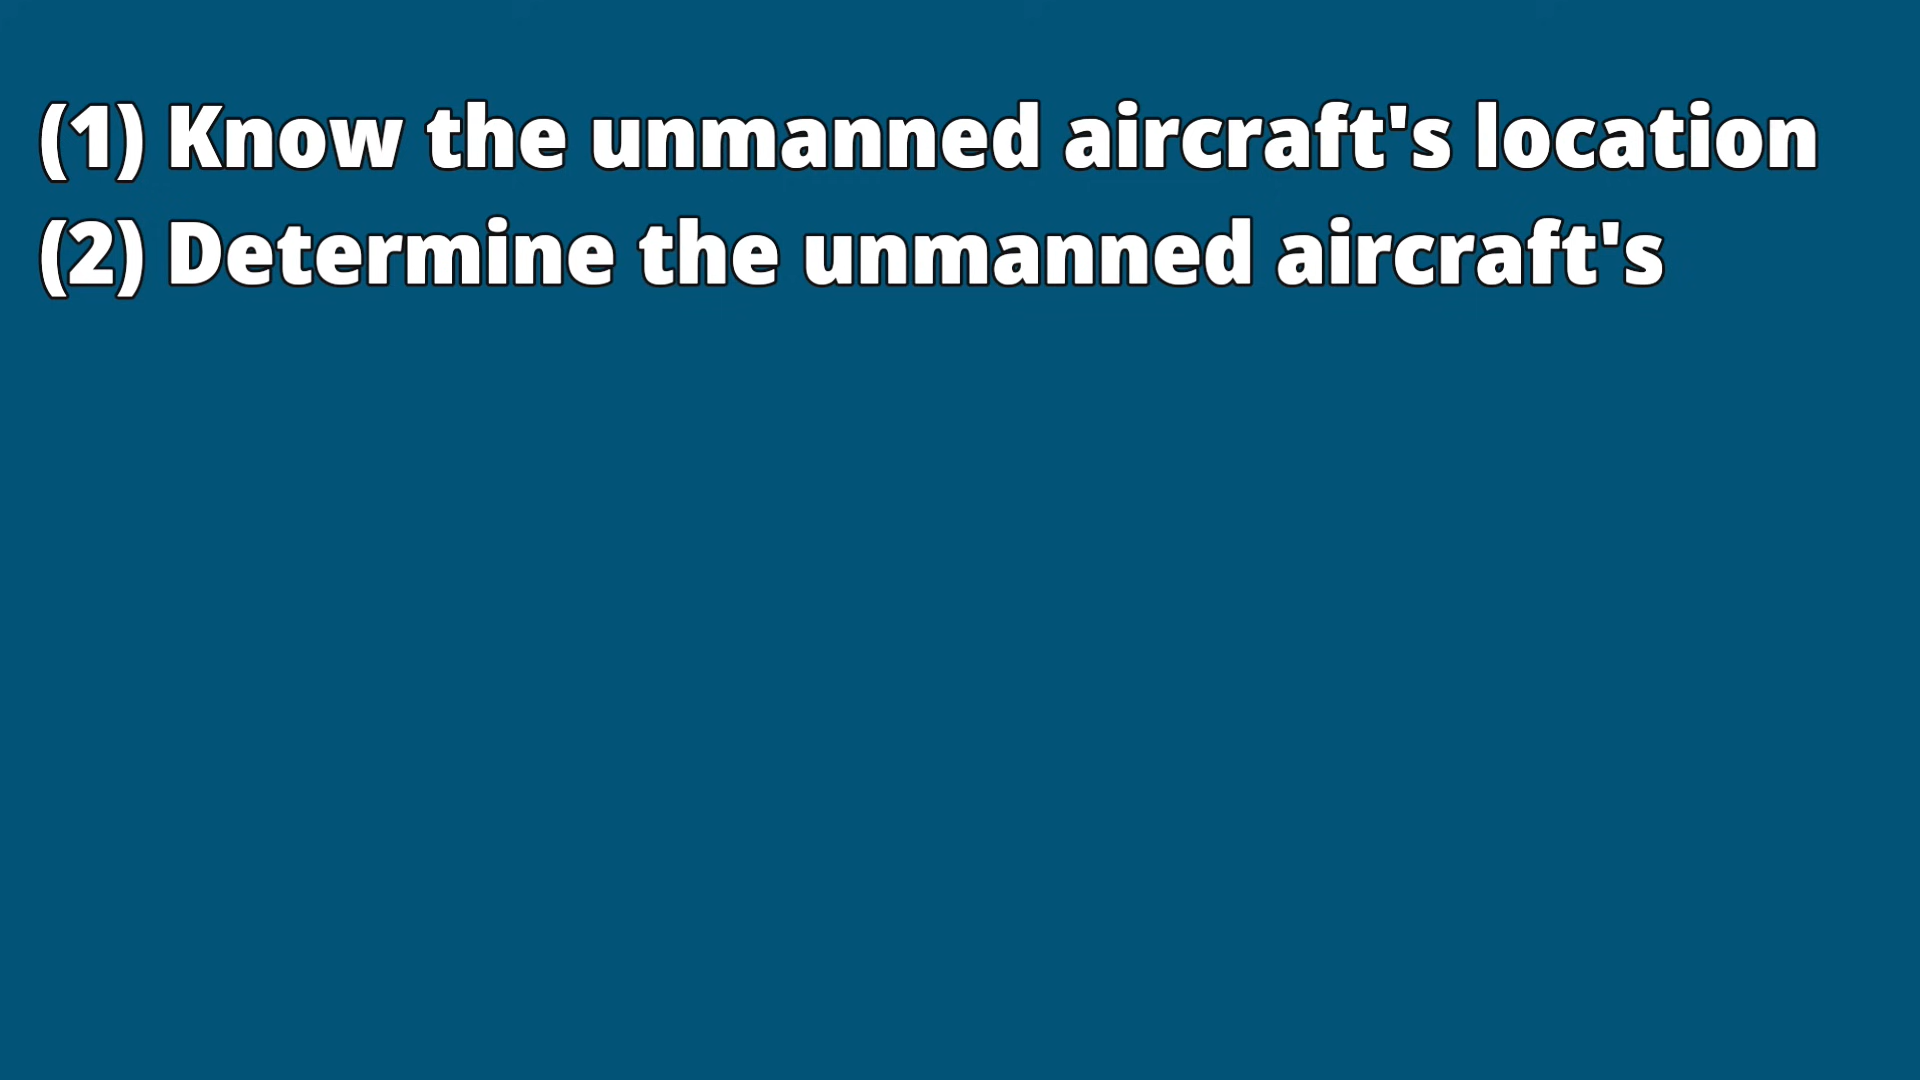 (1) Know the unmanned aircraft's location
(2) Determine the unmanned aircraft's